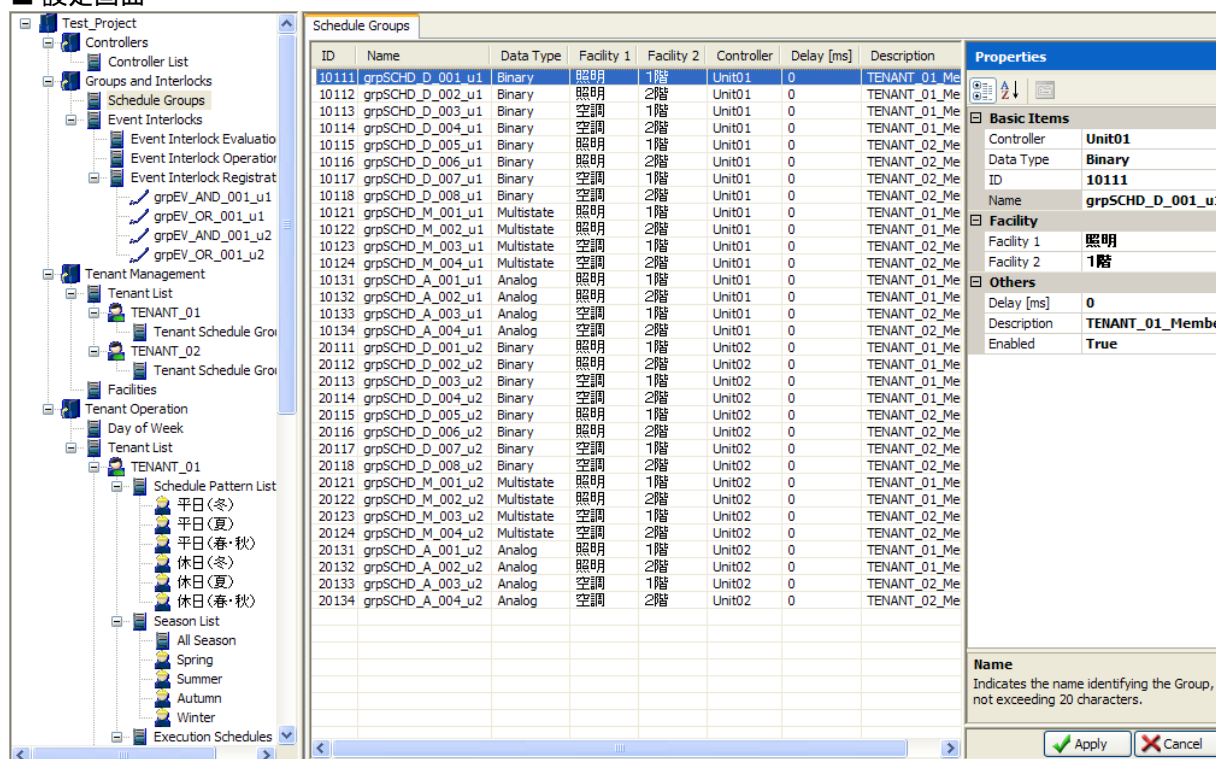 ■ 設定画面
Test_Project
Controllers
Controller List
Groups and Interlocks
Schedule Groups
Event Interlocks
Event Interlock Evaluatio
Event Interlock Operation
Event Interlock Registrat
grpEV_AND_001_u1
grpEV_OR_001_u1
grpEV_AND_001_u2
grpEV_OR_001_u2
Tenant Management
Tenant List
TENANT_01
Tenant Schedule Grou
TENANT_02
Tenant Schedule Grou
Facilities
Tenant Operation
Day of Week
Tenant List
TENANT_01
Schedule Pattern List
平日(冬)
平日(夏)
平日(春・秋)
休日(冬)
休日(夏)
休日(春・秋)
Season List
All Season
Spring
Summer
Autumn
Winter
Execution Schedules
Schedule Groups
ID Name Data Type Facility 1 Facility 2 Controller Delay [ms] Description
10111 grpSCHD_D_001_u1 Binary 照明 1階 Unit01 0 TENANT_01_Me
10112 grpSCHD_D_002_u1 Binary 照明 2階 Unit01 0 TENANT_01_Me
10113 grpSCHD_D_003_u1 Binary 空調 1階 Unit01 0 TENANT_01_Me
10114 grpSCHD_D_004_u1 Binary 空調 2階 Unit01 0 TENANT_01_Me
10115 grpSCHD_D_005_u1 Binary 照明 1階 Unit01 0 TENANT_02_Me
10116 grpSCHD_D_006_u1 Binary 照明 2階 Unit01 0 TENANT_02_Me
10117 grpSCHD_D_007_u1 Binary 空調 1階 Unit01 0 TENANT_02_Me
10118 grpSCHD_D_008_u1 Binary 空調 2階 Unit01 0 TENANT_02_Me
10121 grpSCHD_M_001_u1 Multistate 照明 1階 Unit01 0 TENANT_01_Me
10122 grpSCHD_M_002_u1 Multistate 照明 2階 Unit01 0 TENANT_01_Me
10123 grpSCHD_M_003_u1 Multistate 空調 1階 Unit01 0 TENANT_02_Me
10124 grpSCHD_M_004_u1 Multistate 空調 2階 Unit01 0 TENANT_02_Me
10131 grpSCHD_A_001_u1 Analog 照明 1階 Unit01 0 TENANT_01_Me
10132 grpSCHD_A_002_u1 Analog 照明 2階 Unit01 0 TENANT_01_Me
10133 grpSCHD_A_003_u1 Analog 空調 1階 Unit01 0 TENANT_02_Me
10134 grpSCHD_A_004_u1 Analog 空調 2階 Unit01 0 TENANT_02_Me
20111 grpSCHD_D_001_u2 Binary 照明 1階 Unit02 0 TENANT_01_Me
20112 grpSCHD_D_002_u2 Binary 照明 2階 Unit02 0 TENANT_01_Me
20113 grpSCHD_D_003_u2 Binary 空調 1階 Unit02 0 TENANT_01_Me
20114 grpSCHD_D_004_u2 Binary 空調 2階 Unit02 0 TENANT_01_Me
20115 grpSCHD_D_005_u2 Binary 照明 1階 Unit02 0 TENANT_02_Me
20116 grpSCHD_D_006_u2 Binary 照明 2階 Unit02 0 TENANT_02_Me
20117 grpSCHD_D_007_u2 Binary 空調 1階 Unit02 0 TENANT_02_Me
20118 grpSCHD_D_008_u2 Binary 空調 2階 Unit02 0 TENANT_02_Me
20121 grpSCHD_M_001_u2 Multistate 照明 1階 Unit02 0 TENANT_01_Me
20122 grpSCHD_M_002_u2 Multistate 照明 2階 Unit02 0 TENANT_01_Me
20123 grpSCHD_M_003_u2 Multistate 空調 1階 Unit02 0 TENANT_02_Me
20124 grpSCHD_M_004_u2 Multistate 空調 2階 Unit02 0 TENANT_02_Me
20131 grpSCHD_A_001_u2 Analog 照明 1階 Unit02 0 TENANT_01_Me
20132 grpSCHD_A_002_u2 Analog 照明 2階 Unit02 0 TENANT_01_Me
20133 grpSCHD_A_003_u2 Analog 空調 1階 Unit02 0 TENANT_02_Me
20134 grpSCHD_A_004_u2 Analog 空調 2階 Unit02 0 TENANT_02_Me
Properties
Basic Items
Controller Unit01
Data Type Binary
ID 10111
Name grpSCHD_D_001_u1
Facility
Facility 1 照明
Facility 2 1階
Others
Delay [ms] 0
Description TENANT_01_Membe
Enabled True
Name
Indicates the name identifying the Group,
not exceeding 20 characters.
Apply Cancel